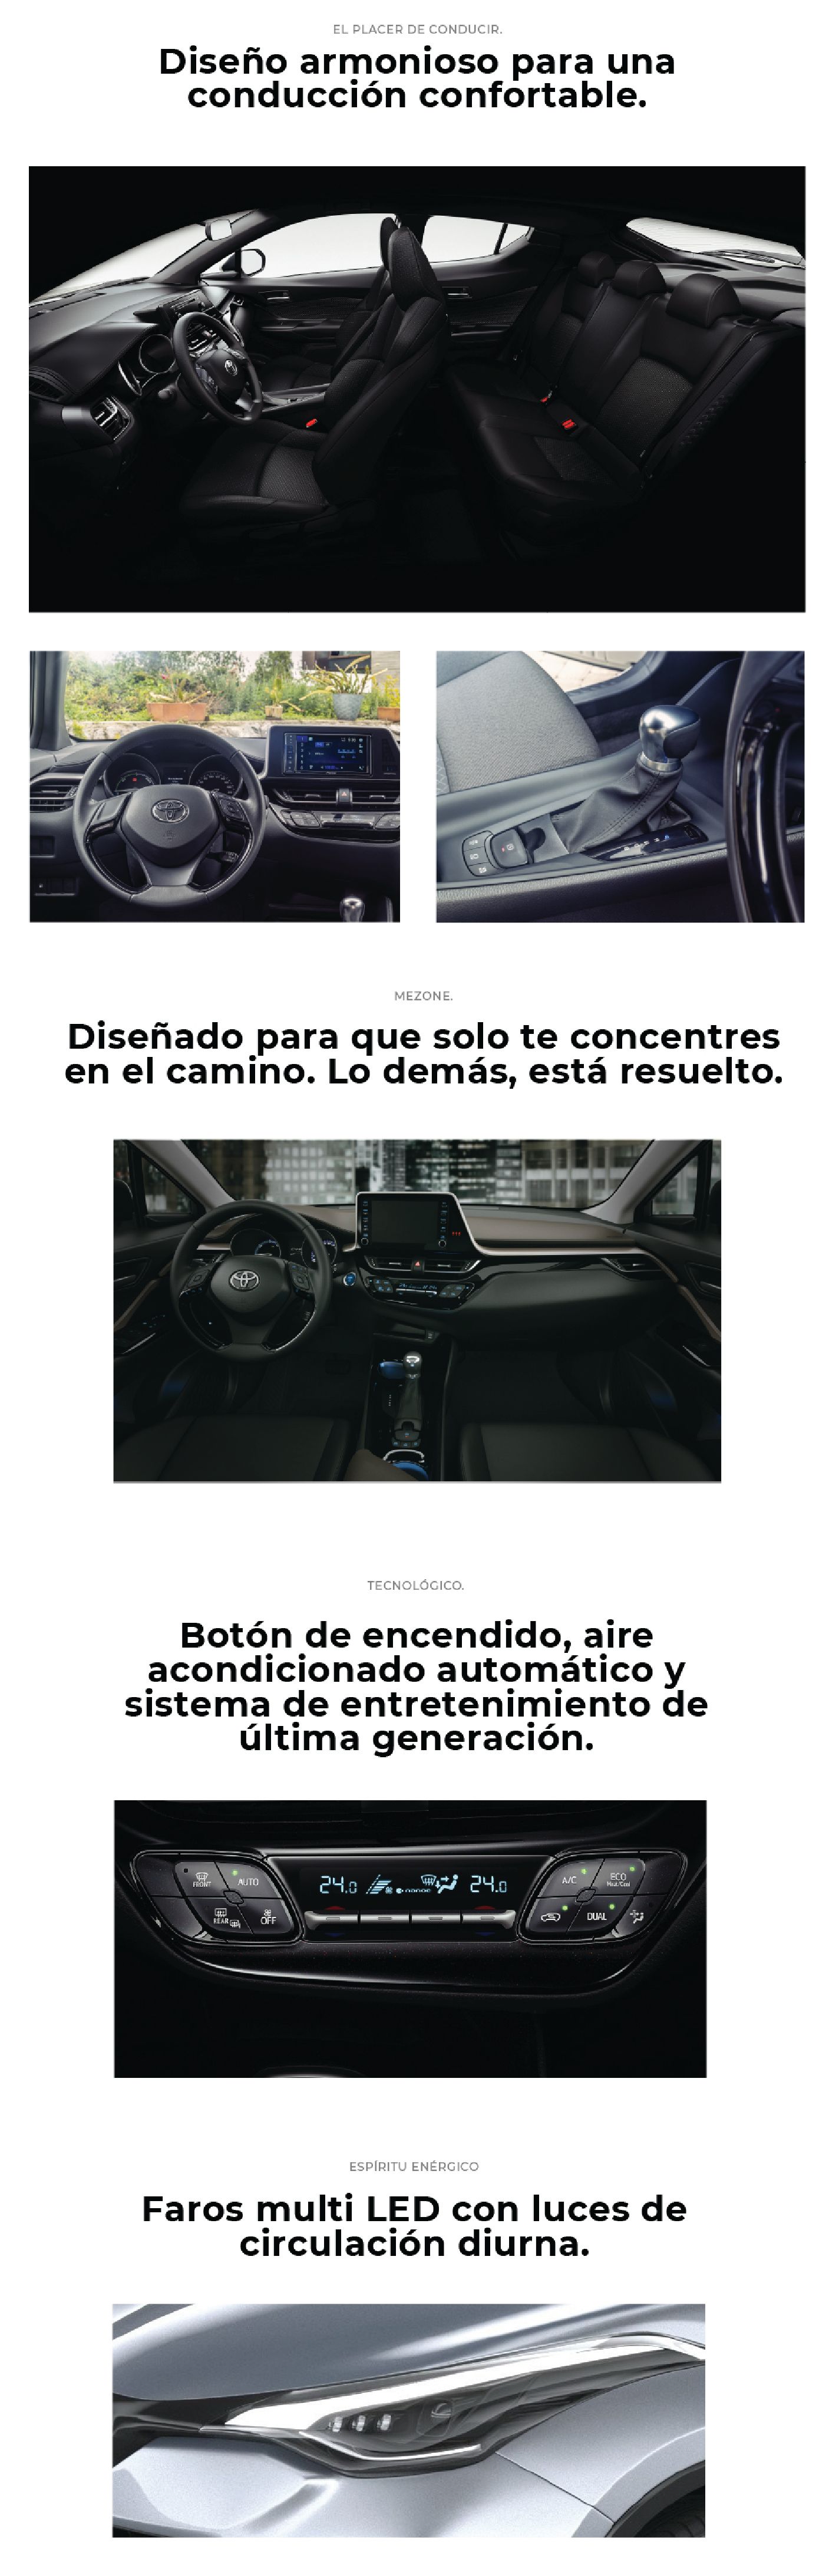 EL PLACER DE CONDUCIR.
Diseño armonioso para una
conducción confortable.
MEZONE.
Diseñado para que solo te concentres
en el camino. Lo demás, está resuelto.
TECNOLÓGICO.
Botón de encendido, aire
acondicionado automático y
sistema de entretenimiento de
última generación.
FRONT
AUTO
REAR
OFF
24.0
24.0
A/C
ECO
Heat/Cool
DUAL
ESPÍRITU ENÉRGICO
Faros multi LED con luces de
circulación diurna.